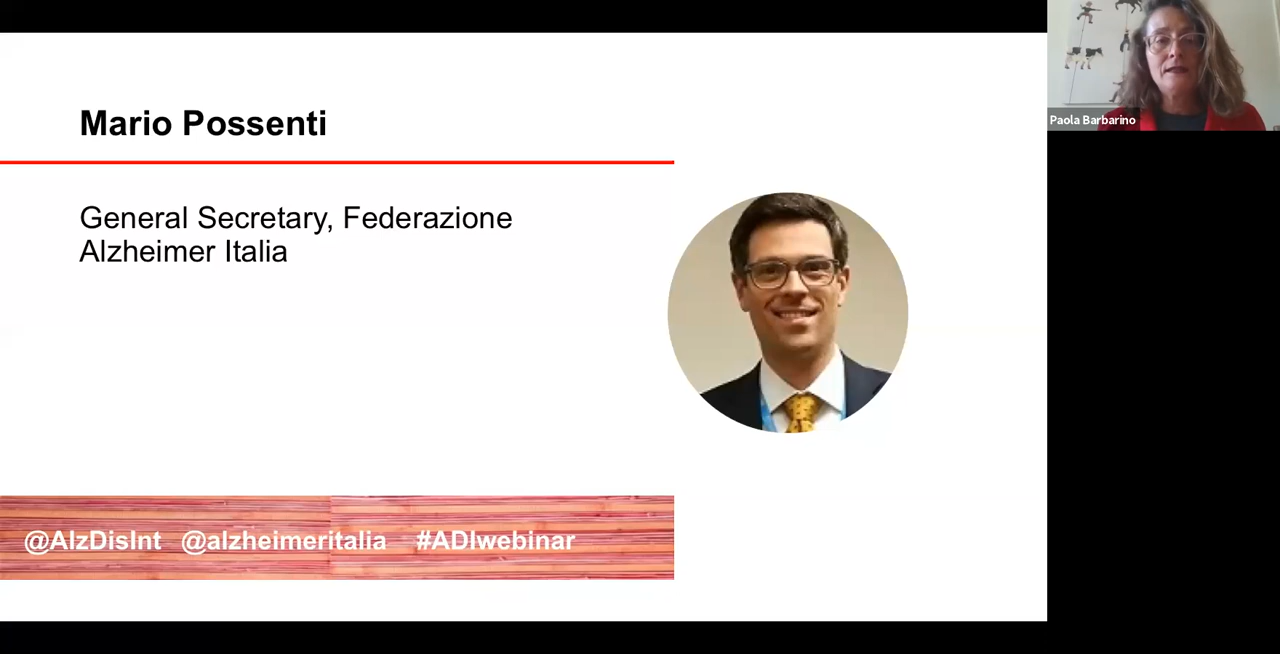 Mario Possenti
General Secretary, Federazione
Alzheimer Italia
@AlzDisInt @alzheimeritalia #ADIwebinar
Paola Barbarino